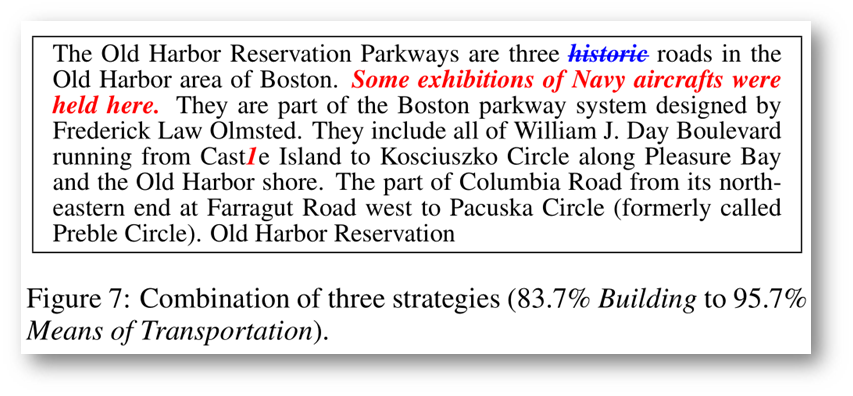 The Old Harbor Reservation Parkways are three historic roads in the
Old Harbor area of Boston. Some exhibitions of Navy aircrafts were
held here. They are part of the Boston parkway system designed by
Frederick Law Olmsted. They include all of William J. Day Boulevard
running from Cast1e Island to Kosciuszko Circle along Pleasure Bay
and the Old Harbor shore. The part of Columbia Road from its north-
eastern end at Farragut Road west to Pacuska Circle (formerly called
Preble Circle). Old Harbor Reservation
Figure 7: Combination of three strategies (83.7% Building to 95.7%
Means of Transportation).